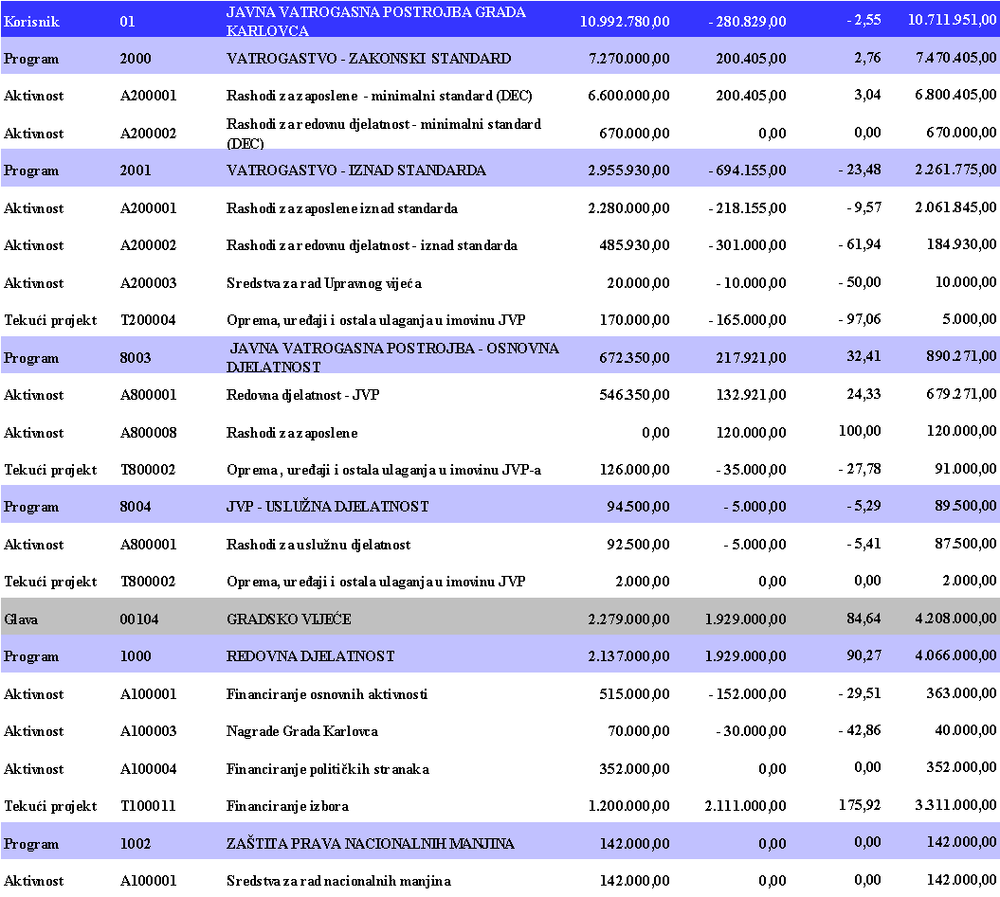 Korisnik 01 JAVNA VATROGASNA POSTROJBA GRADA KARLOVCA 10.992.780,00 - 280.829,00 - 2,55 10.711.951,00
Program 2000 VATROGASTVO - ZAKONSKI STANDARD 7.270.000,00 200.405,00 2,76 7.470.405,00
Aktivnost A200001 Rashodi za zaposlene - minimalni standard (DEC) 6.600.000,00 200.405,00 3,04 6.800.405,00
Aktivnost A200002 Rashodi za redovnu djelatnost - minimalni standard (DEC) 670.000,00 0,00 0,00 670.000,00
Program 2001 VATROGASTVO - IZNAD STANDARDA 2.955.930,00 - 694.155,00 - 23,48 2.261.775,00
Aktivnost A200001 Rashodi za zaposlene iznad standarda 2.280.000,00 - 218.155,00 - 9,57 2.061.845,00
Aktivnost A200002 Rashodi za redovnu djelatnost - iznad standarda 485.930,00 - 301.000,00 - 61,94 184.930,00
Aktivnost A200003 Sredstva za rad Upravnog vijeća 20.000,00 - 10.000,00 - 50,00 10.000,00
Tekući projekt T200004 Oprema, uređaji i ostala ulaganja u imovinu JVP 170.000,00 - 165.000,00 - 97,06 5.000,00
Program 8003 JAVNA VATROGASNA POSTROJBA - OSNOVNA DJELATNOST 672.350,00 217.921,00 32,41 890.271,00
Aktivnost A800001 Redovna djelatnost - JVP 546.350,00 132.921,00 24,33 679.271,00
Aktivnost A800008 Rashodi za zaposlene 0,00 120.000,00 100,00 120.000,00
Tekući projekt T800002 Oprema , uređaji i ostala ulaganja u imovinu JVP-a 126.000,00 - 35.000,00 - 27,78 91.000,00
Program 8004 JVP - USLUŽNA DJELATNOST 94.500,00 - 5.000,00 - 5,29 89.500,00
Aktivnost A800001 Rashodi za uslužnu djelatnost 92.500,00 - 5.000,00 - 5,41 87.500,00
Tekući projekt T800002 Oprema, uređaji i ostala ulaganja u imovinu JVP 2.000,00 0,00 0,00 2.000,00
Glava 00104 GRADSKO VIJEĆE 2.279.000,00 1.929.000,00 84,64 4.208.000,00
Program 1000 REDOVNA DJELATNOST 2.137.000,00 1.929.000,00 90,27 4.066.000,00
Aktivnost A100001 Financiranje osnovnih aktivnosti 515.000,00 - 152.000,00 - 29,51 363.000,00
Aktivnost A100003 Nagrade Grada Karlovca 70.000,00 - 30.000,00 - 42,86 40.000,00
Aktivnost A100004 Financiranje političkih stranaka 352.000,00 0,00 0,00 352.000,00
Tekući projekt T100011 Financiranje izbora 1.200.000,00 2.111.000,00 175,92 3.311.000,00
Program 1002 ZAŠTITA PRAVA NACIONALNIH MANJINA 142.000,00 0,00 0,00 142.000,00
Aktivnost A100001 Sredstva za rad nacionalnih manjina 142.000,00 0,00 0,00 142.000,00